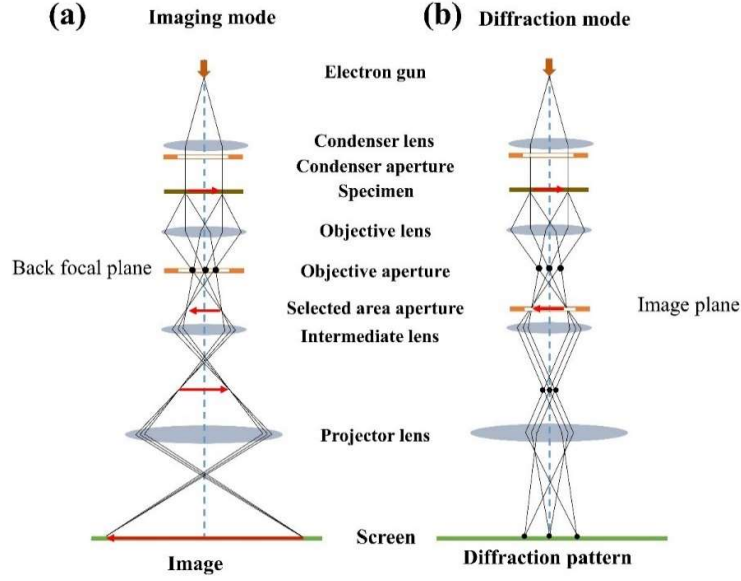 (a)
Imaging mode
(b)
Diffraction mode
Electron gun
Condenser lens
Condenser aperture
Specimen
Objective lens
Back focal plane
Objective aperture
Selected area aperture
Image plane
Intermediate lens
Projector lens
Screen
Image
Diffraction pattern